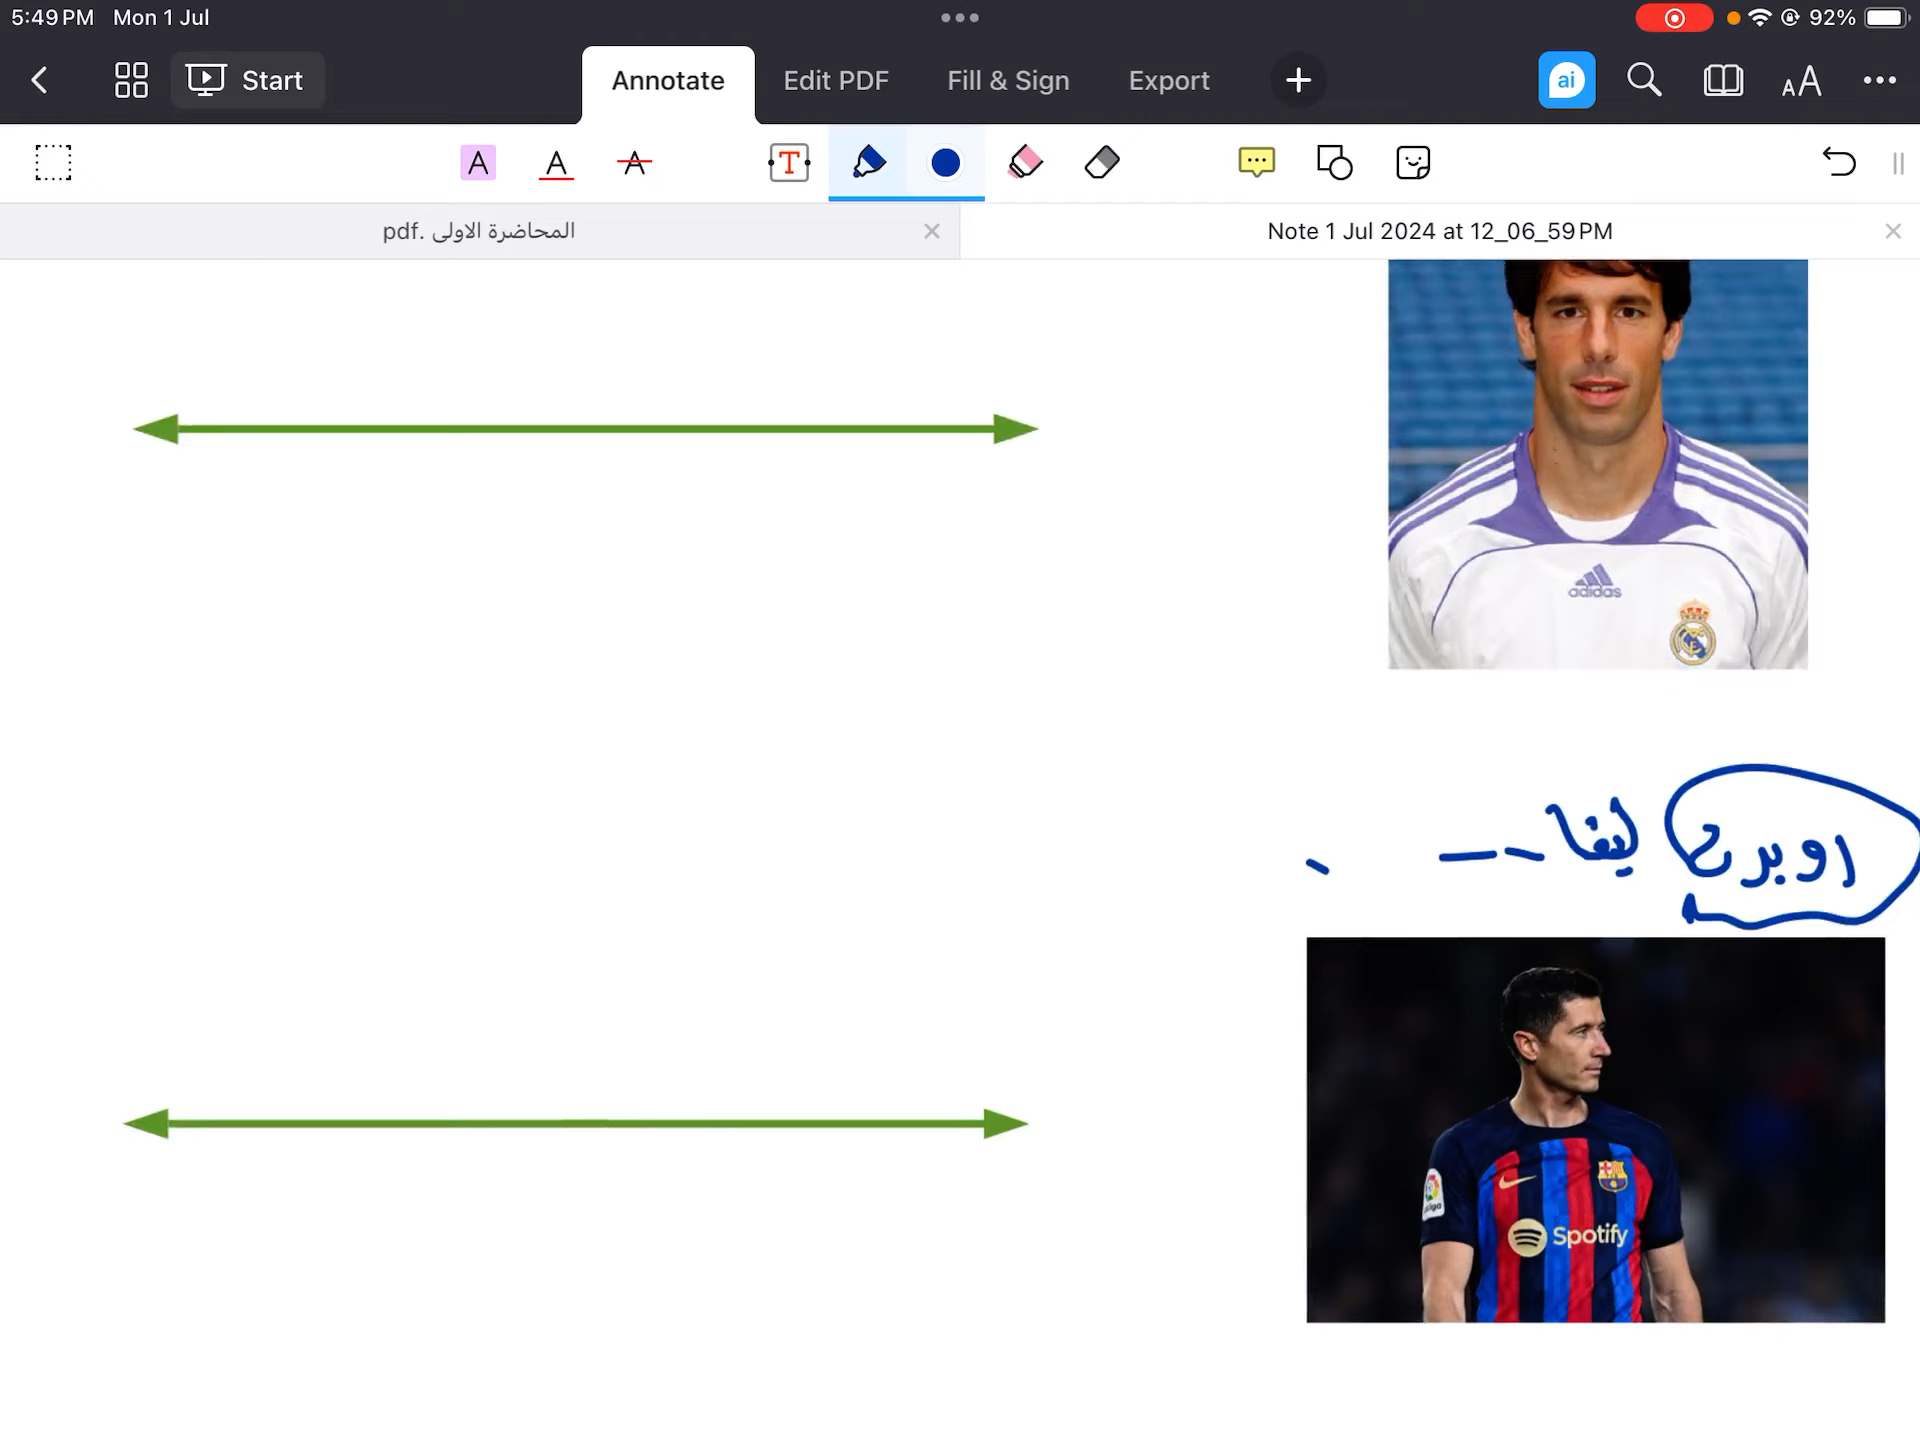 5:49 PM Mon 1 Jul
92%
Start
Annotate
Edit PDF
Fill & Sign
Export
ai
AA
A A A T
المحاضرة الاولى .pdf
Note 1 Jul 2024 at 12_06_59 PM
adidas
ليفا
Spotify